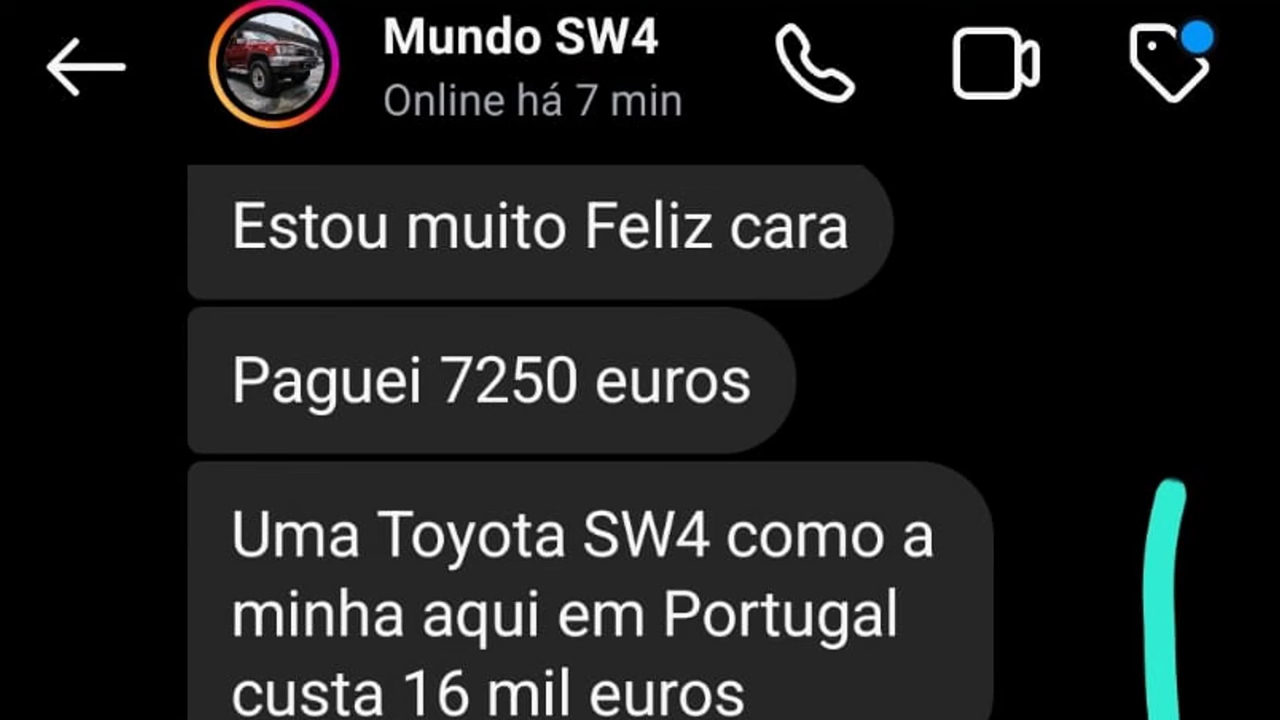 Mundo SW4
Online há 7 min
Estou muito Feliz cara
Paguei 7250 euros
Uma Toyota SW4 como a
minha aqui em Portugal
custa 16 mil euros